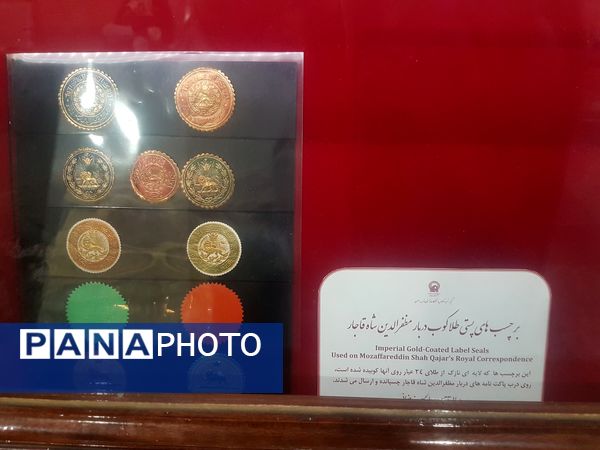 PANAPHOTO
برچسب های پستی طلاکوب دربار مظفرالدین شاه قاجار
Imperial Gold-Coated Label Seals
Used on Mozaffareddin Shah Qajar's Royal Correspondence
این برچسب ها که لایه ای نازک از طلای ۲۴ عیار روی آنها کوبیده شده است،
روی درب پاکت نامه های دربار مظفرالدین شاه قاجار چسبانده و ارسال می شدند.